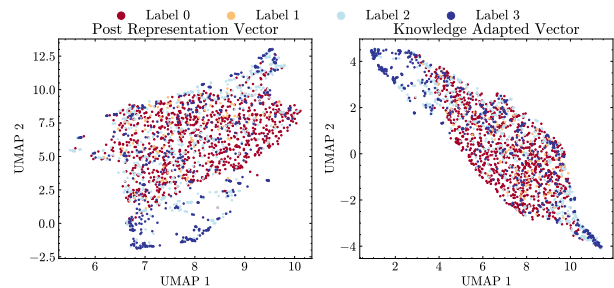 Label 0 Label 1 Label 2 Label 3
Post Representation Vector
Knowledge Adapted Vector
12.5
10.0
7.5
5.0
2.5
0.0
−2.5
UMAP 2
6 7 8 9 10
UMAP 1
4
2
0
−2
−4
UMAP 2
2 4 6 8 10
UMAP 1